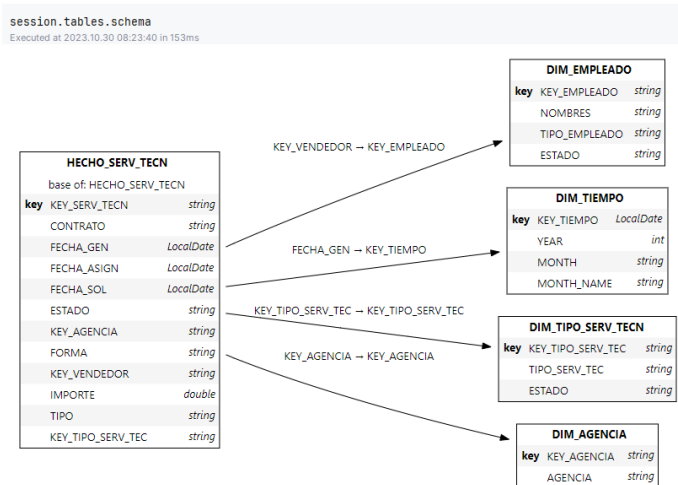 session.tables.schema
Executed at 2023.10.30 08:23:40 in 153ms
HECHO_SERV_TECN
base of: HECHO_SERV_TECN
key KEY_SERV_TECN string
CONTRATO string
FECHA_GEN LocalDate
FECHA_ASIGN LocalDate
FECHA_SOL LocalDate
ESTADO string
KEY_AGENCIA string
FORMA string
KEY_VENDEDOR string
IMPORTE double
TIPO string
KEY_TIPO_SERV_TEC string
KEY_VENDEDOR → KEY_EMPLEADO
FECHA_GEN → KEY_TIEMPO
KEY_TIPO_SERV_TEC → KEY_TIPO_SERV_TEC
KEY_AGENCIA → KEY_AGENCIA
DIM_EMPLEADO
key KEY_EMPLEADO string
NOMBRES string
TIPO_EMPLEADO string
ESTADO string
DIM_TIEMPO
key KEY_TIEMPO LocalDate
YEAR int
MONTH string
MONTH_NAME string
DIM_TIPO_SERV_TECN
key KEY_TIPO_SERV_TEC string
TIPO_SERV_TEC string
ESTADO string
DIM_AGENCIA
key KEY_AGENCIA string
AGENCIA string